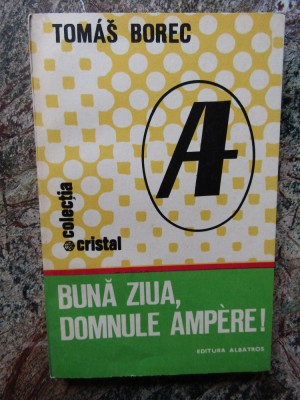 TOMÁŠ BOREC
A
colecția
cristal
BUNĂ ZIUA,
DOMNULE AMPÈRE!
EDITURA ALBATROS